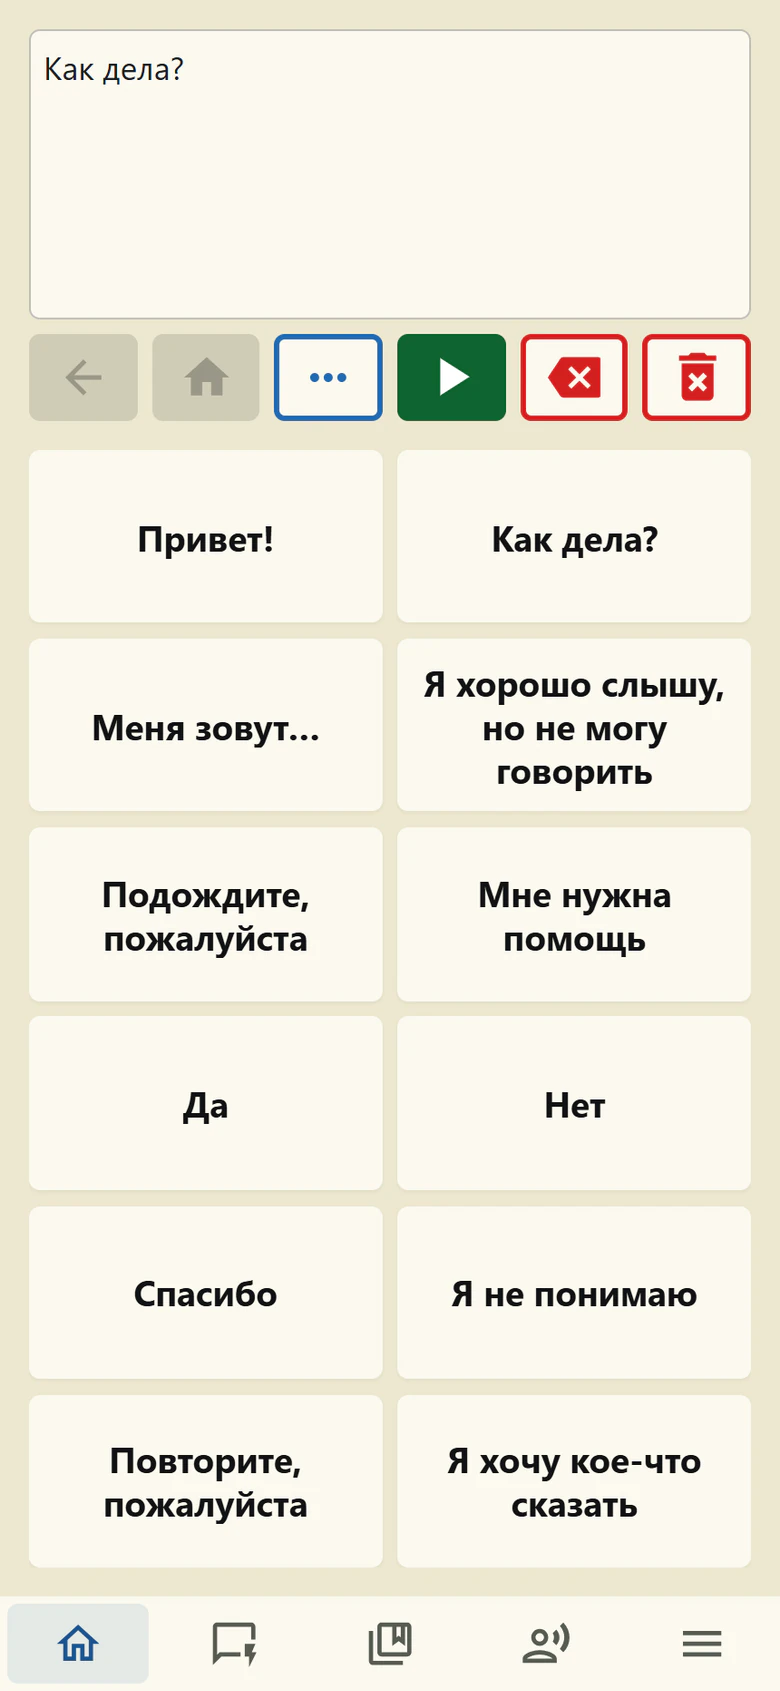 Как дела?
Привет!
Как дела?
Меня зовут...
Я хорошо слышу,
но не могу
говорить
Подождите,
пожалуйста
Мне нужна
помощь
Да
Нет
Спасибо
Я не понимаю
Повторите,
пожалуйста
Я хочу кое-что
сказать